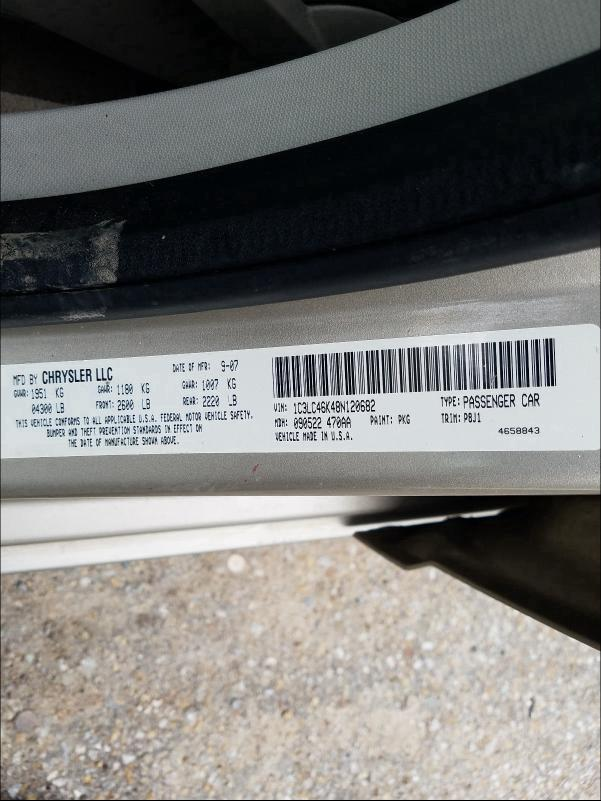 MFD BY CHRYSLER LLC DATE OF MFR: 9-07
GVWR: 1951 KG GAWR: 1180 KG GAWR: 1007 KG
04300 LB FRONT: 2600 LB REAR: 2220 LB
THIS VEHICLE CONFORMS TO ALL APPLICABLE U.S.A. FEDERAL MOTOR VEHICLE SAFETY,
BUMPER AND THEFT PREVENTION STANDARDS IN EFFECT ON
THE DATE OF MANUFACTURE SHOWN ABOVE.
VIN: 1C3LC46K48N120682 TYPE: PASSENGER CAR
MDH: 090522 470AA PAINT: PKG TRIM: P8J1
VEHICLE MADE IN U.S.A. 4658843